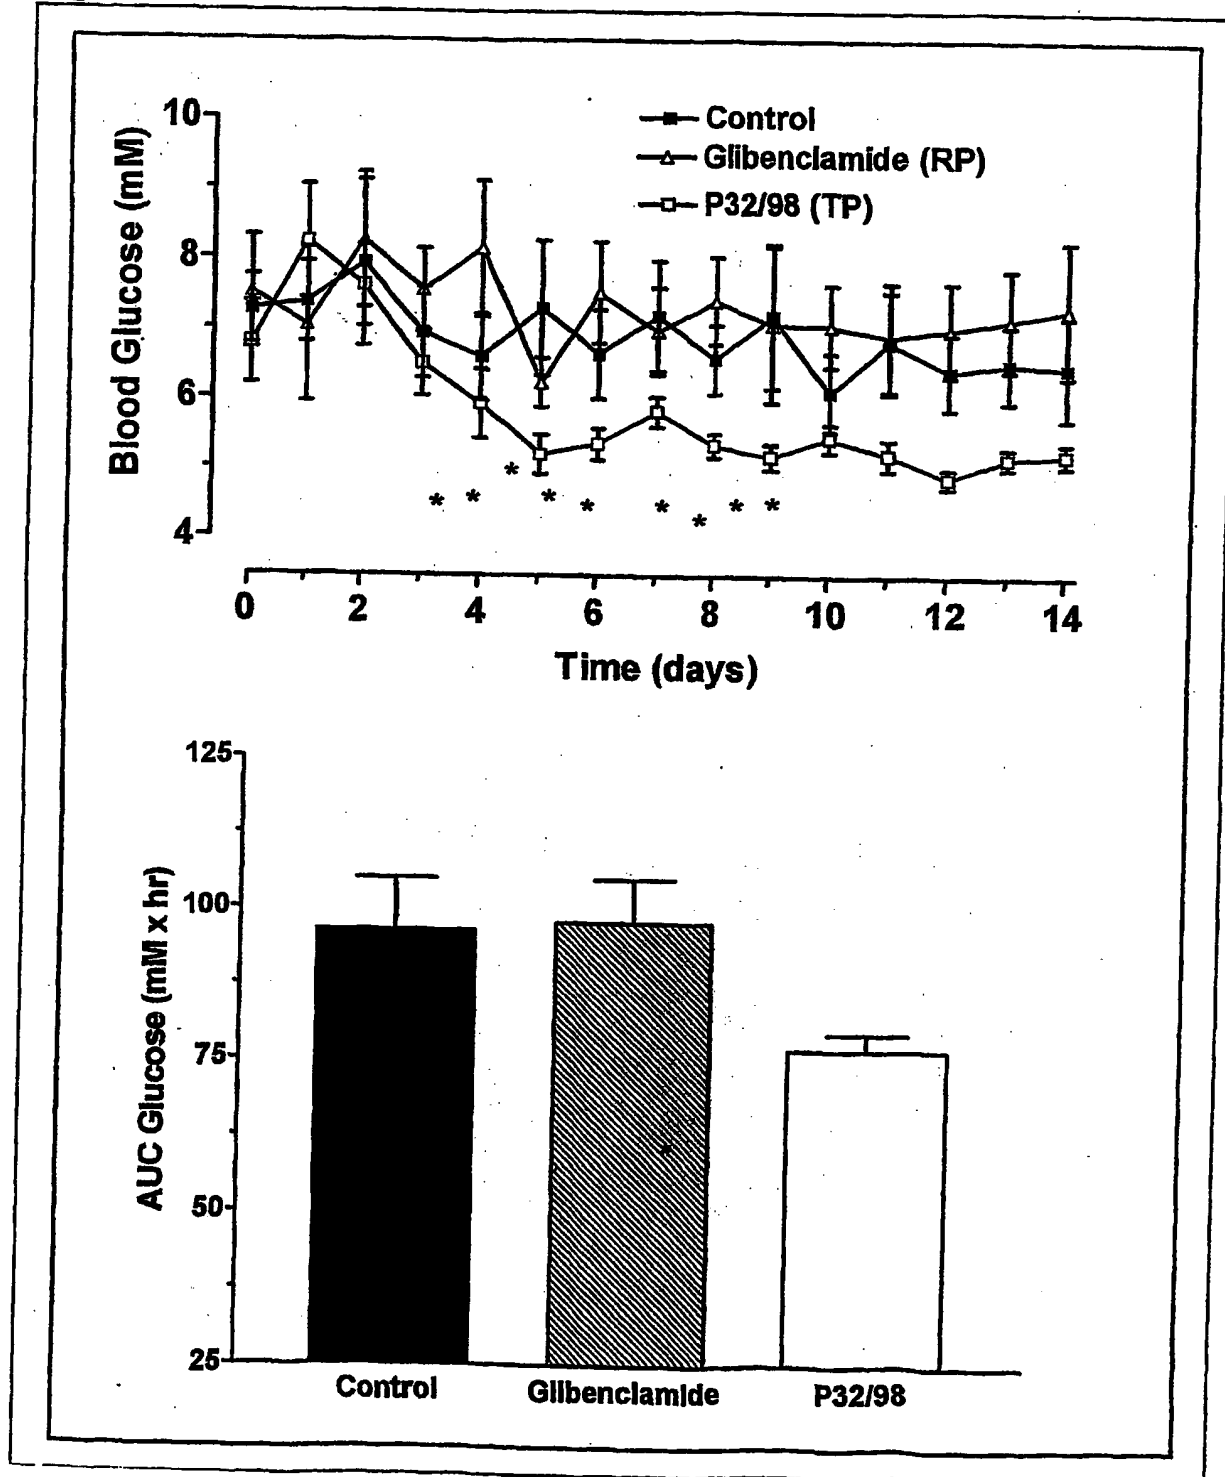 10
8
6
4
Blood Glucose (mM)
Control
Glibenclamide (RP)
P32/98 (TP)
* * * * * * * * *
0 2 4 6 8 10 12 14
Time (days)
125
100
75
50
25
AUC Glucose (mM x hr)
*
Control Glibenclamide P32/98